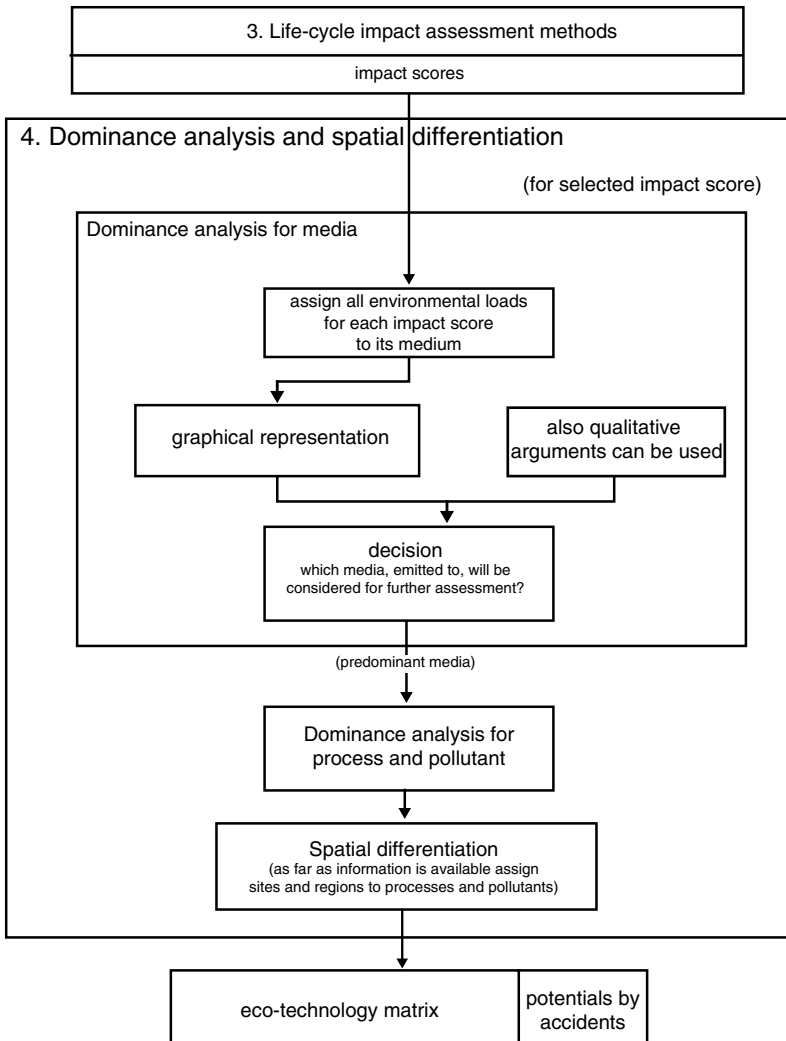 3. Life-cycle impact assessment methods
impact scores
4. Dominance analysis and spatial differentiation
(for selected impact score)
Dominance analysis for media
assign all environmental loads
for each impact score
to its medium
graphical representation
also qualitative
arguments can be used
decision
which media, emitted to, will be
considered for further assessment?
(predominant media)
Dominance analysis for
process and pollutant
Spatial differentiation
(as far as information is available assign
sites and regions to processes and pollutants)
eco-technology matrix
potentials by
accidents